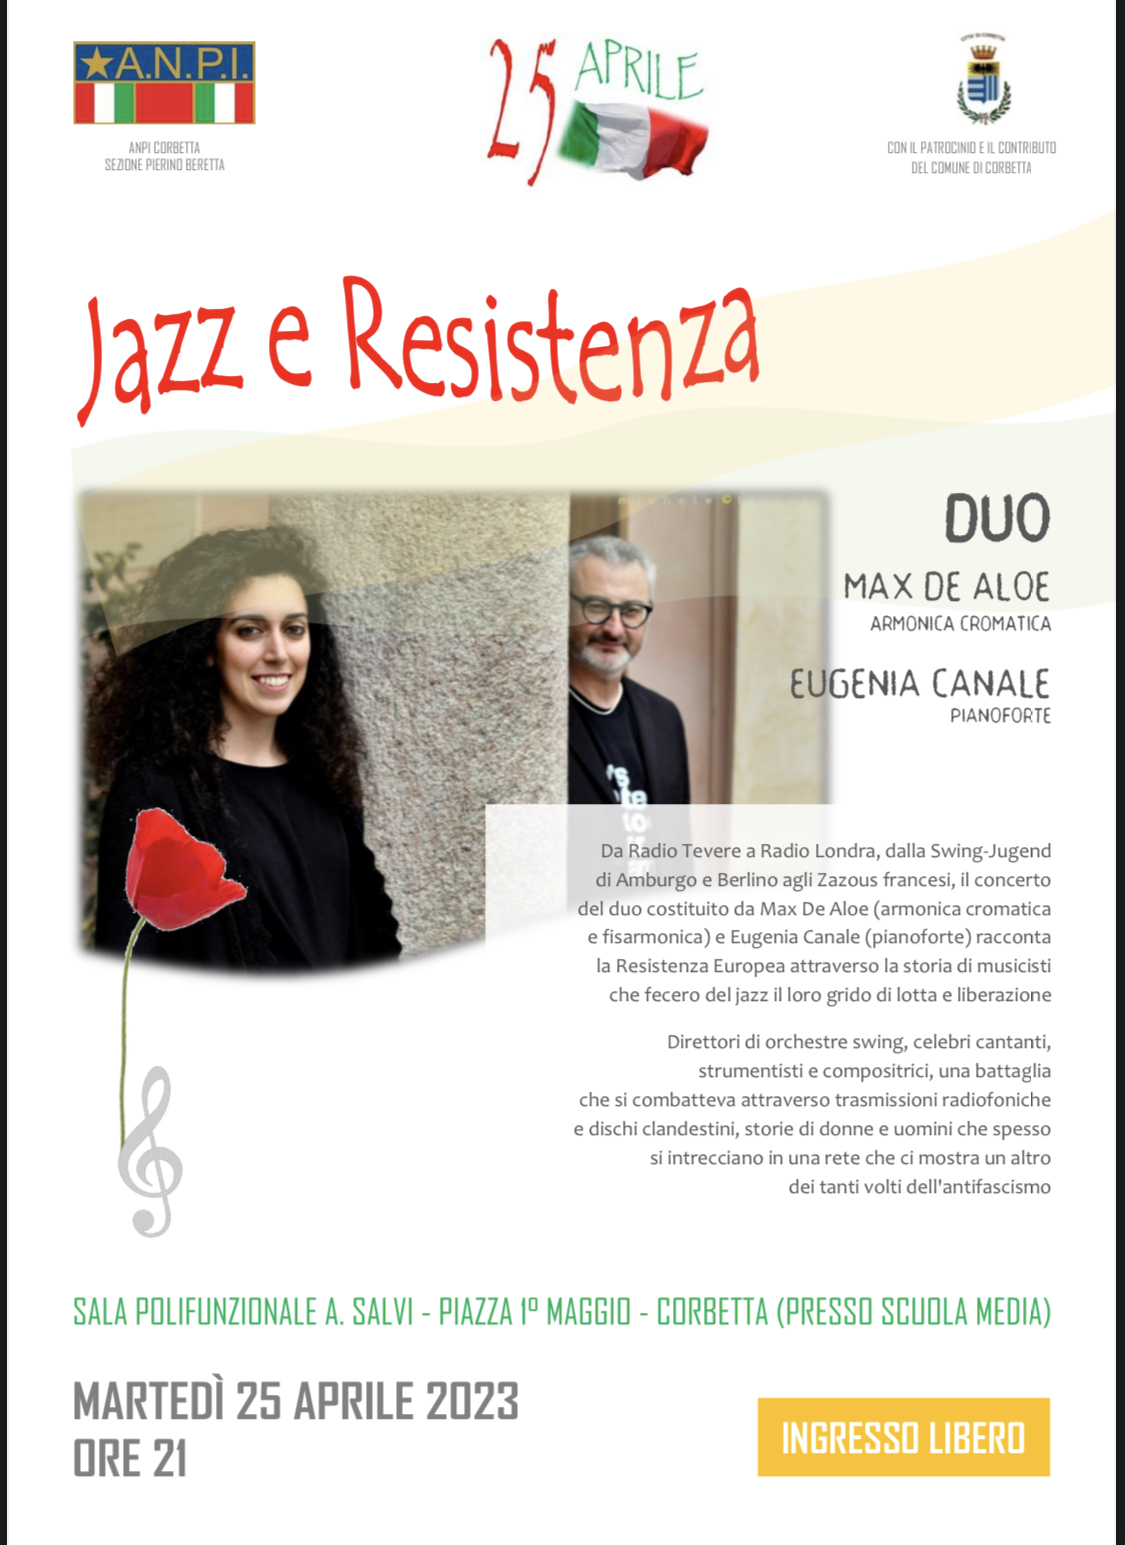 A.N.P.I.
ANPI CORBETTA
SEZIONE PIERINO BERETTA
25 APRILE
CITTÀ DI CORBETTA
CON IL PATROCINIO E IL CONTRIBUTO
DEL COMUNE DI CORBETTA
Jazz e Resistenza
DUO
MAX DE ALOE
ARMONICA CROMATICA
EUGENIA CANALE
PIANOFORTE
Da Radio Tevere a Radio Londra, dalla Swing-Jugend
di Amburgo e Berlino agli Zazous francesi, il concerto
del duo costituito da Max De Aloe (armonica cromatica
e fisarmonica) e Eugenia Canale (pianoforte) racconta
la Resistenza Europea attraverso la storia di musicisti
che fecero del jazz il loro grido di lotta e liberazione
Direttori di orchestre swing, celebri cantanti,
strumentisti e compositrici, una battaglia
che si combatteva attraverso trasmissioni radiofoniche
e dischi clandestini, storie di donne e uomini che spesso
si intrecciano in una rete che ci mostra un altro
dei tanti volti dell'antifascismo
SALA POLIFUNZIONALE A. SALVI - PIAZZA 1º MAGGIO - CORBETTA (PRESSO SCUOLA MEDIA)
MARTEDÌ 25 APRILE 2023
ORE 21
INGRESSO LIBERO